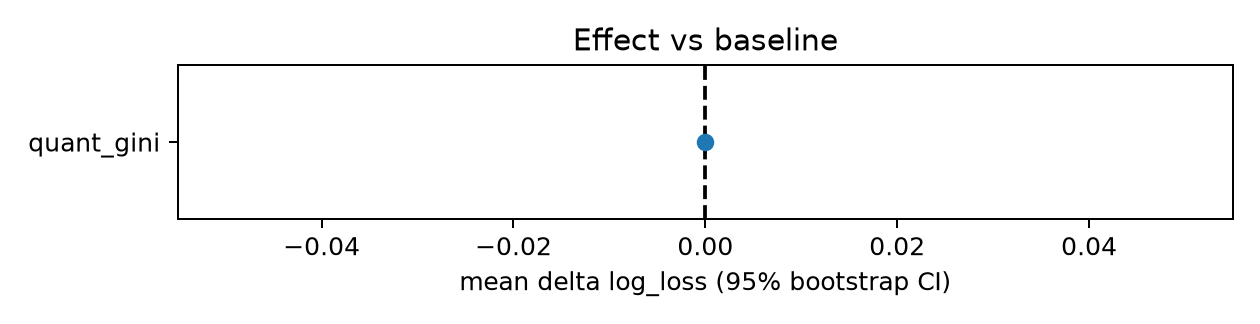 Effect vs baseline
quant_gini
−0.04 −0.02 0.00 0.02 0.04
mean delta log_loss (95% bootstrap CI)